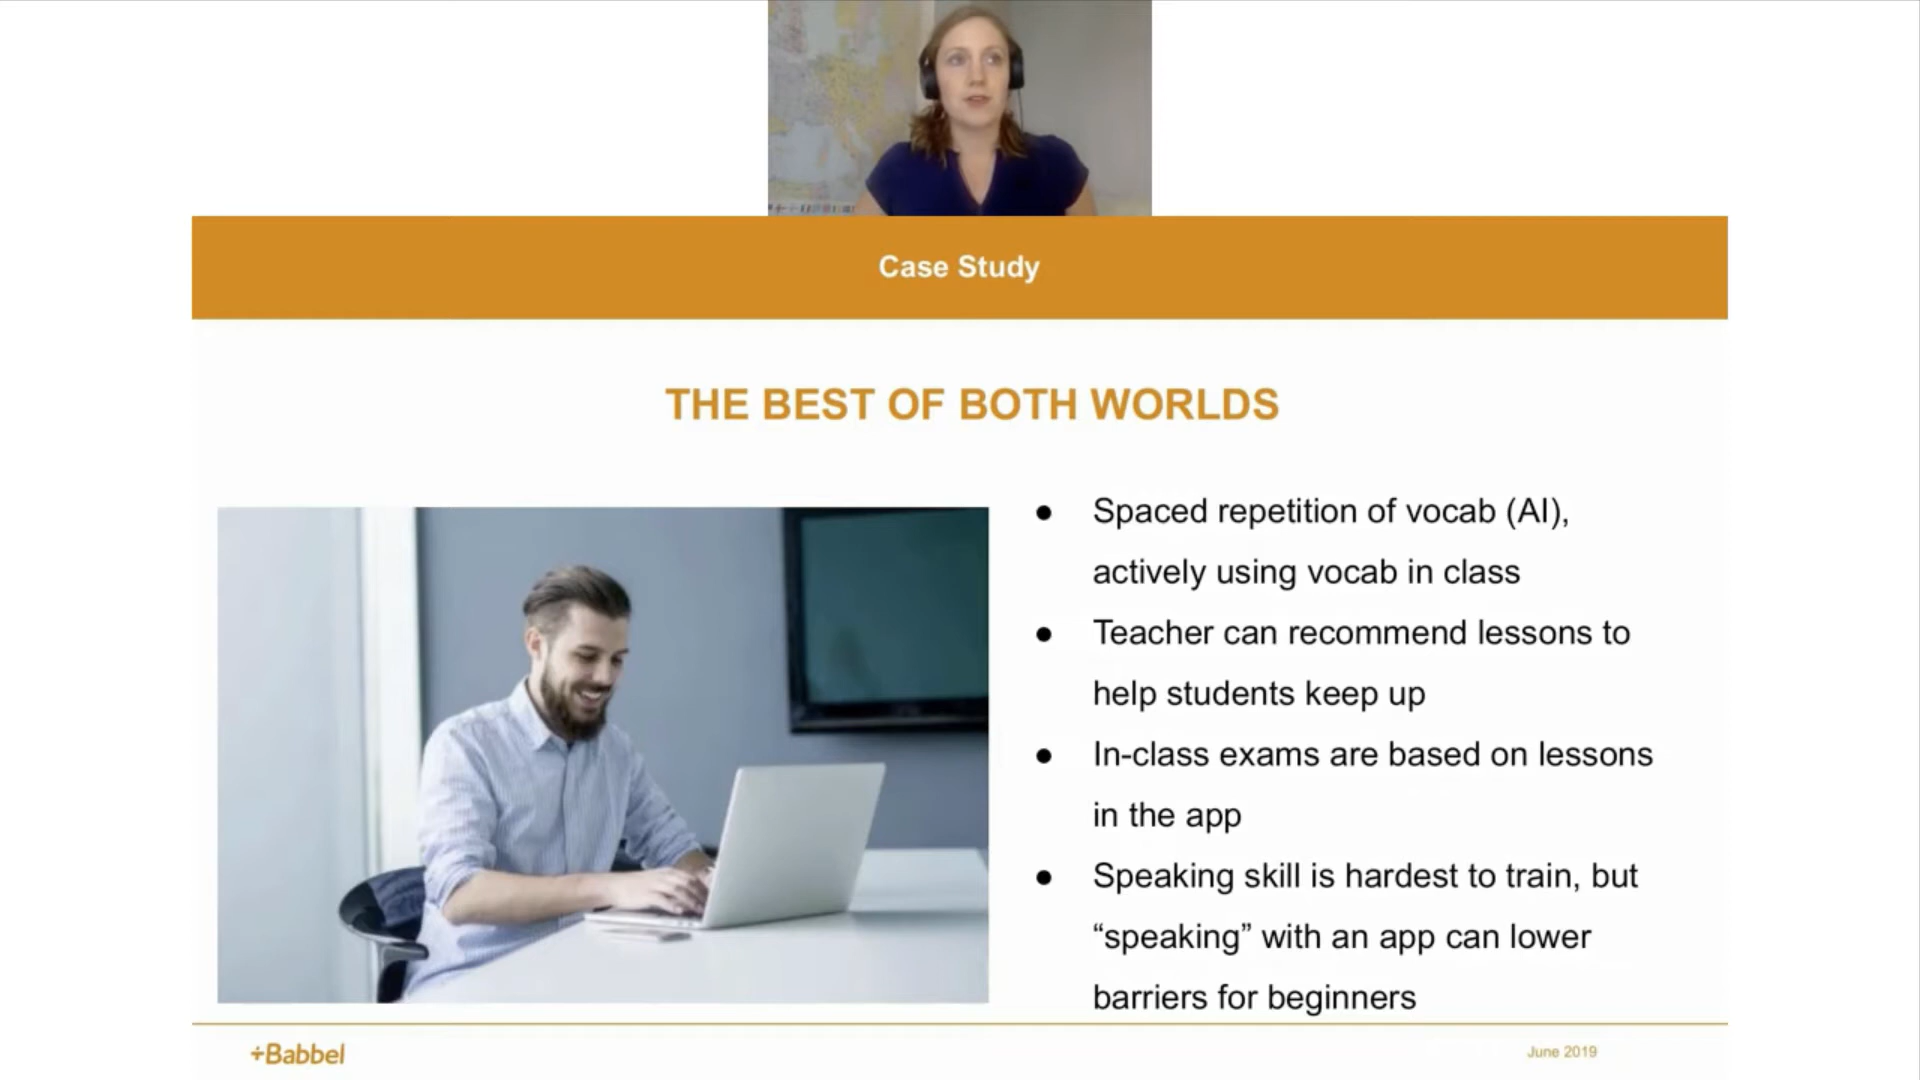 Case Study
THE BEST OF BOTH WORLDS
● Spaced repetition of vocab (AI),
actively using vocab in class
● Teacher can recommend lessons to
help students keep up
● In-class exams are based on lessons
in the app
● Speaking skill is hardest to train, but
“speaking” with an app can lower
barriers for beginners
+Babbel
June 2019